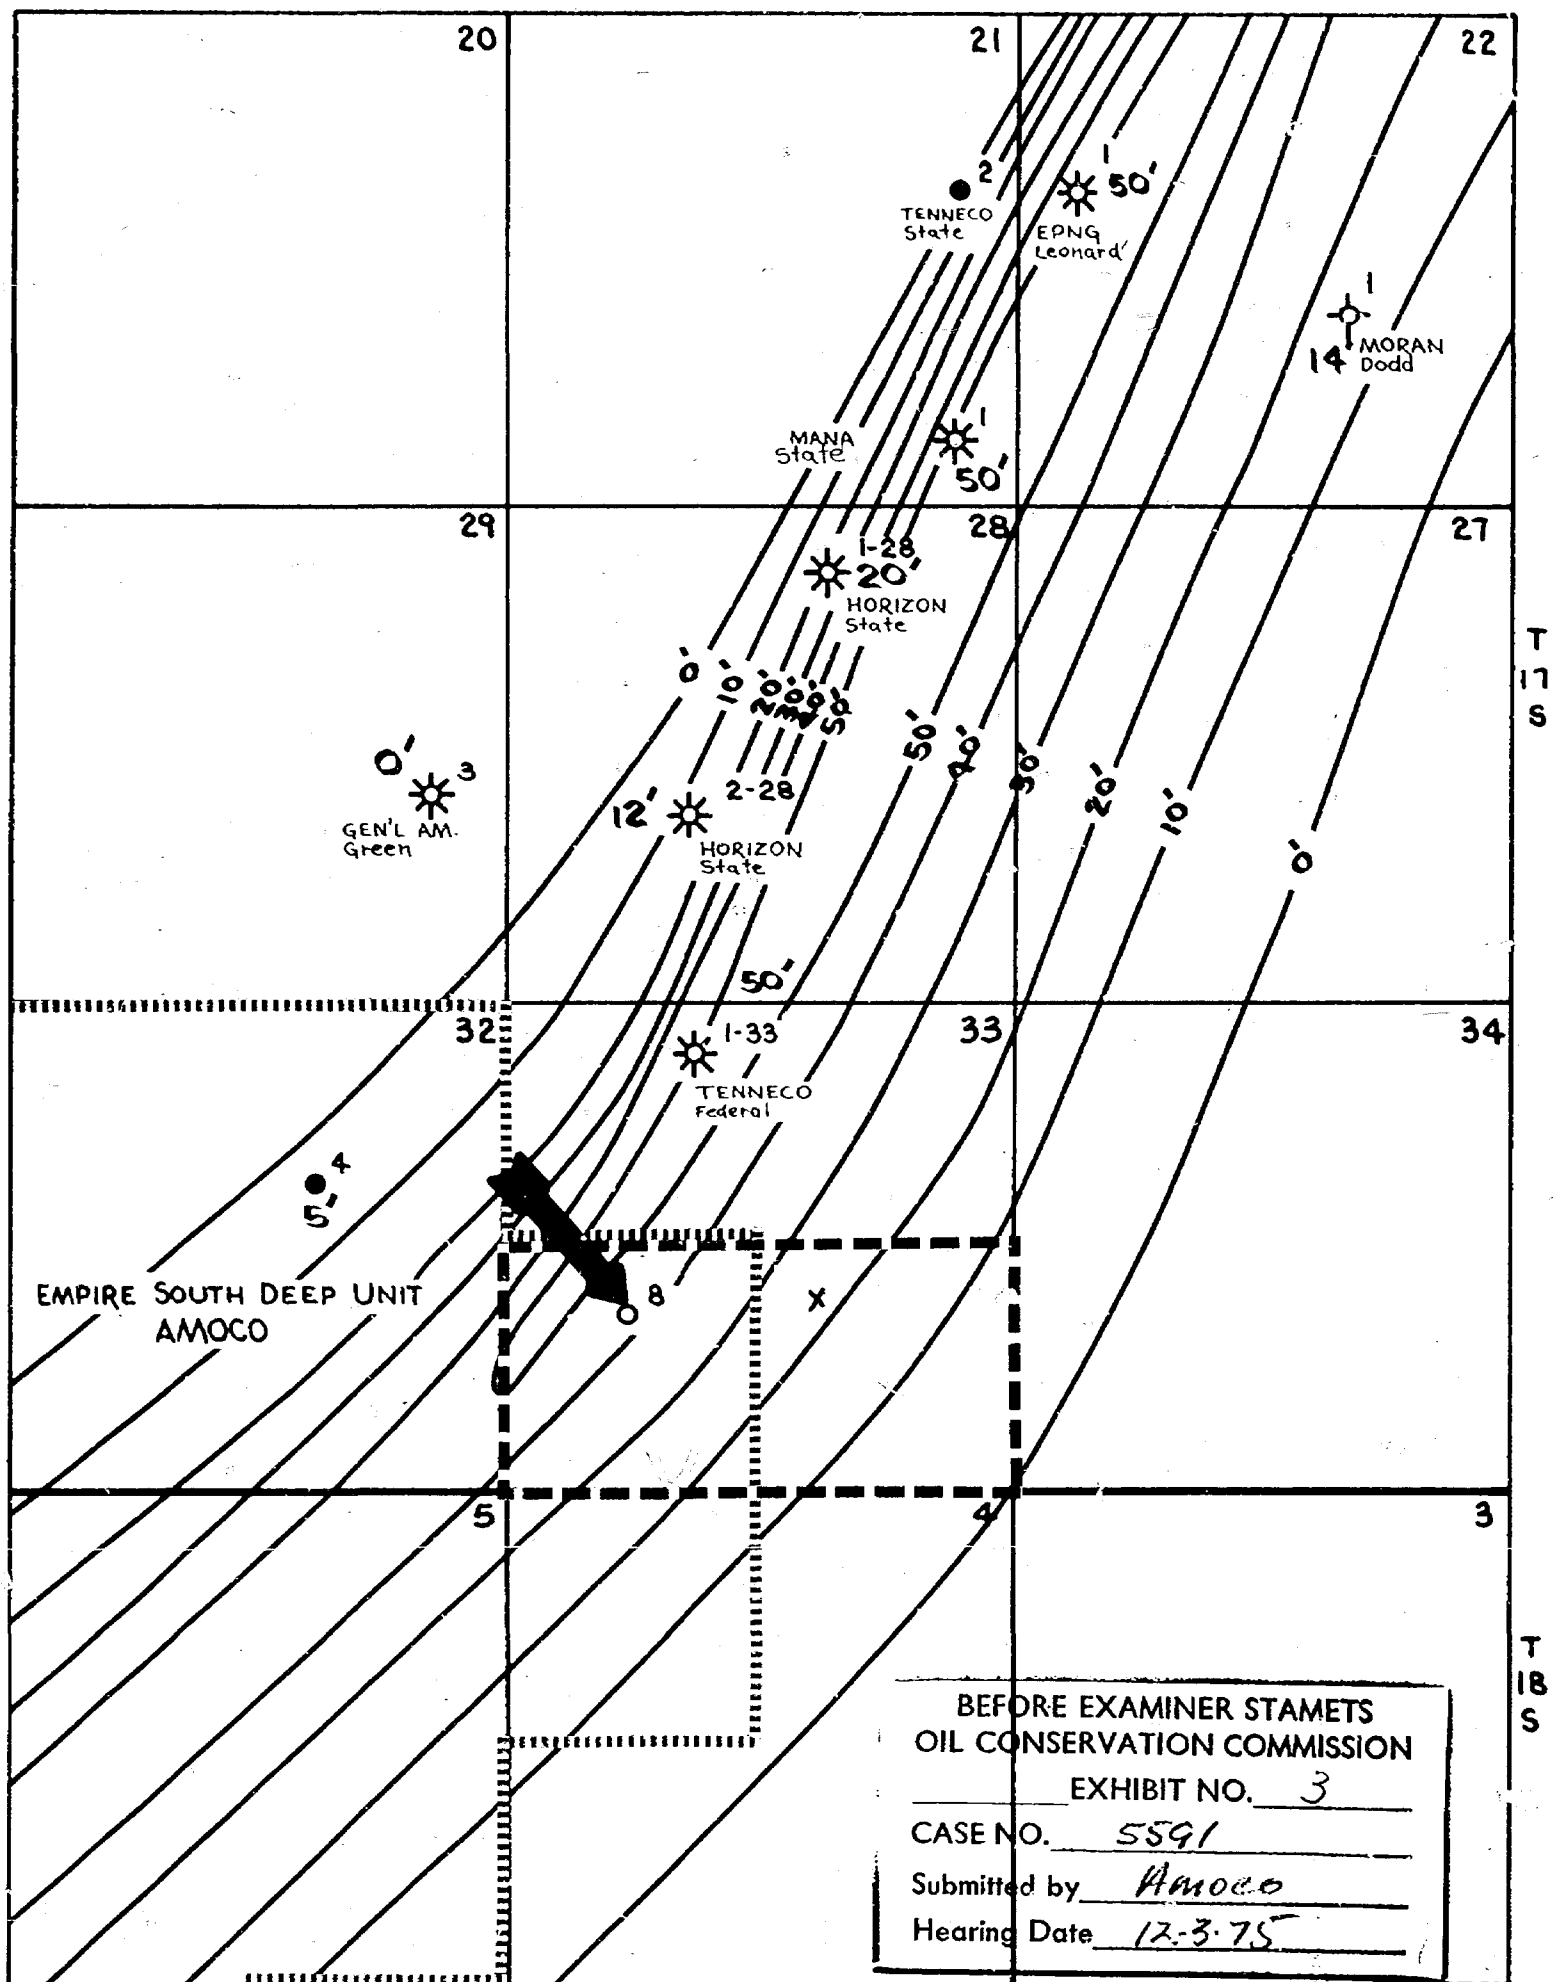 20
21
22
2
TENNECO
State
1
50'
EPNG
Leonard
1
14
MORAN
Dodd
MANA
State
1
50'
29
28
27
1-28
20'
HORIZON
State
T
17
S
0'
10'
20'
30'
40'
50'
50'
40'
30'
20'
10'
0'
0'
3
GEN'L AM.
Green
12'
2-28
HORIZON
State
50'
32
33
34
1-33
TENNECO
Federal
4
5'
8
X
EMPIRE SOUTH DEEP UNIT
AMOCO
5
4
3
T
18
S
BEFORE EXAMINER STAMETS
OIL CONSERVATION COMMISSION
EXHIBIT NO. 3
CASE NO. 5591
Submitted by Amoco
Hearing Date 12-3-75